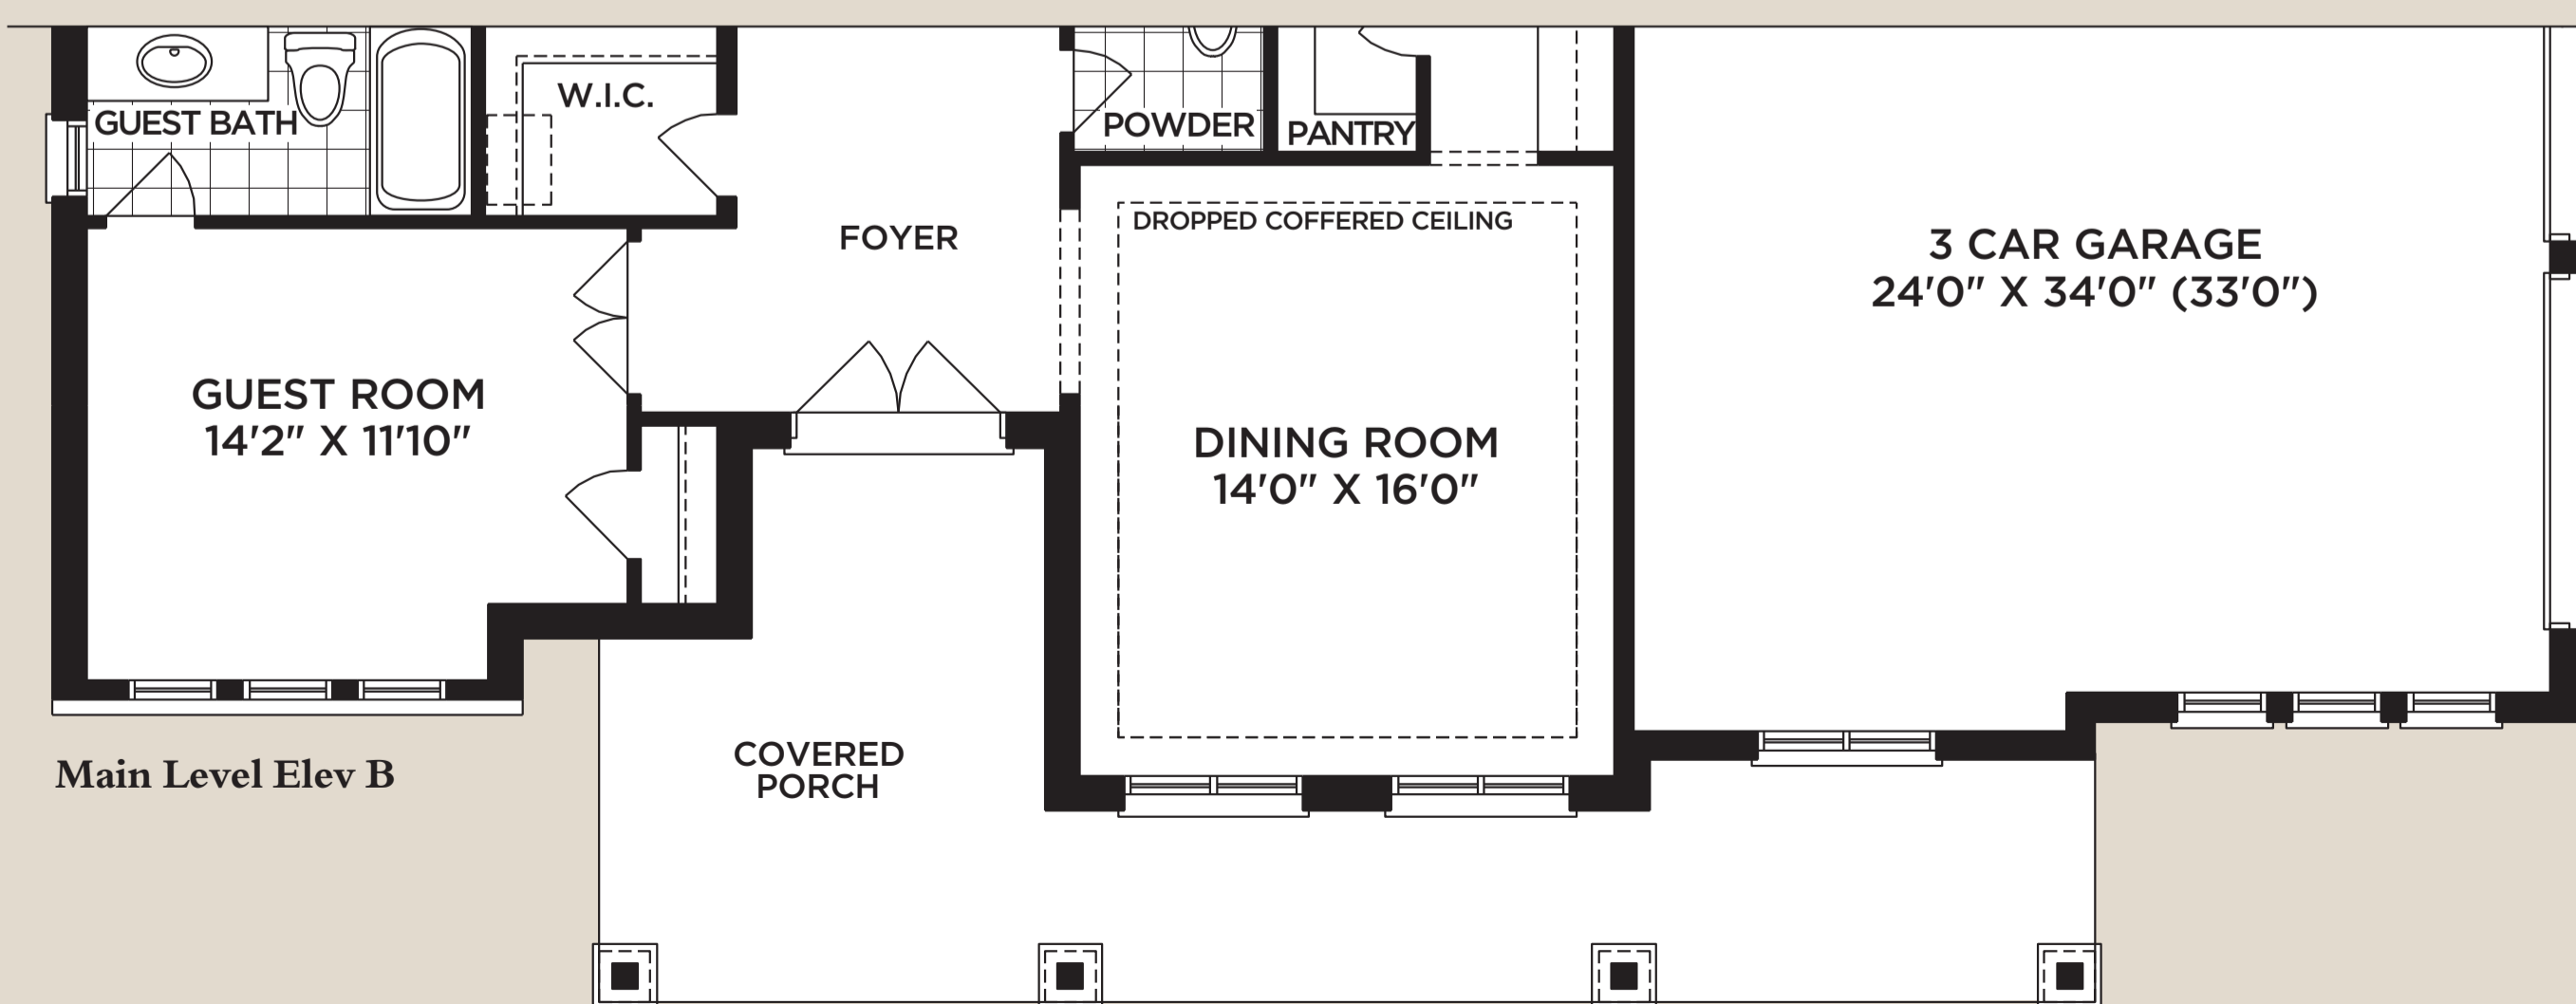 W.I.C.
GUEST BATH
POWDER
PANTRY
FOYER
DROPPED COFFERED CEILING
3 CAR GARAGE
24'0" X 34'0" (33'0")
GUEST ROOM
14'2" X 11'10"
DINING ROOM
14'0" X 16'0"
COVERED
PORCH
Main Level Elev B